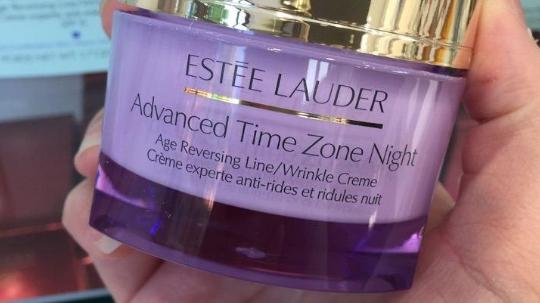 ESTĒE LAUDER
Advanced Time Zone Night
Age Reversing Line/Wrinkle Creme
Crème experte anti-rides et ridules nuit